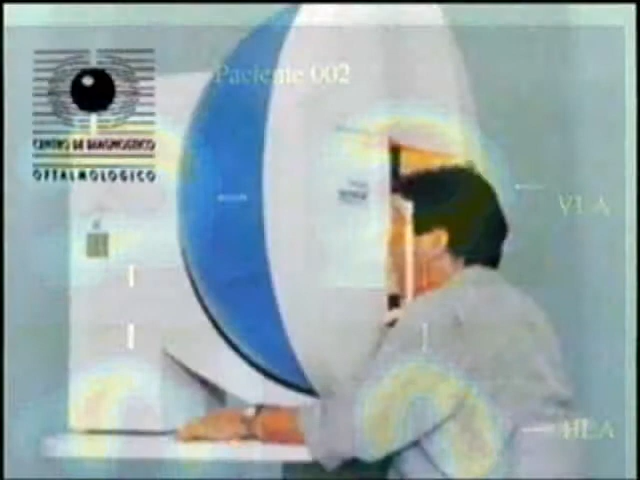 Paciente 002
CENTRO DE DIAGNOSTICO
OFTALMOLOGICO
VLA
HLA